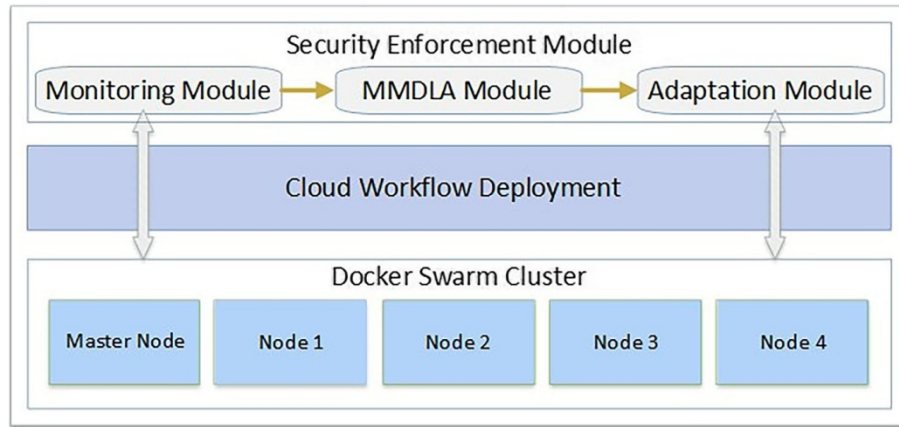 Security Enforcement Module
Monitoring Module
MMDLA Module
Adaptation Module
Cloud Workflow Deployment
Docker Swarm Cluster
Master Node
Node 1
Node 2
Node 3
Node 4